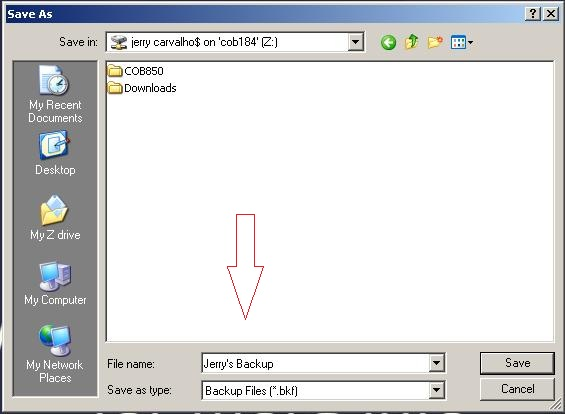 Save As
Save in: jerry carvalho$ on 'cob184' (Z:)
COB850
Downloads
My Recent
Documents
Desktop
My Z drive
My Computer
My Network
Places
File name: Jerry's Backup Save
Save as type: Backup Files (*.bkf) Cancel